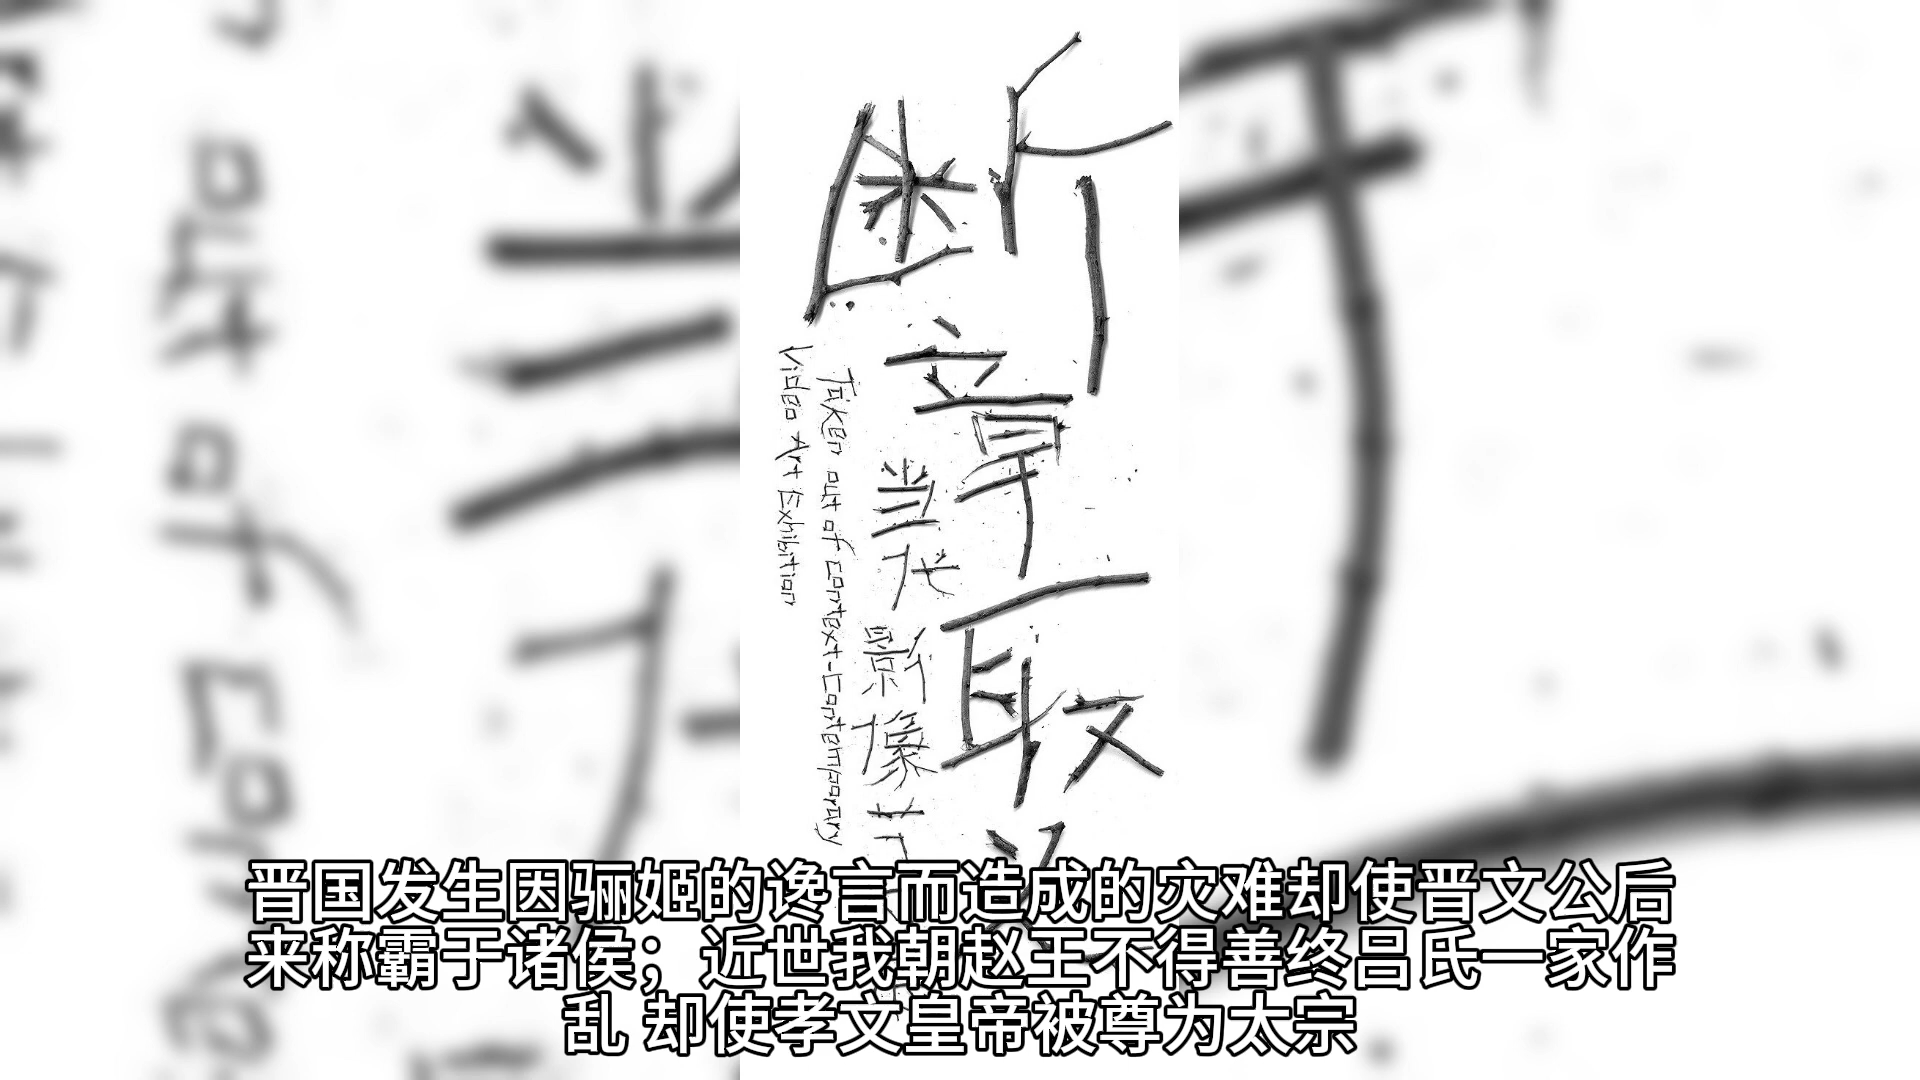 断章取义
当代影像艺
Taken out of context-Contemporary
Video Art Exhibition
晋国发生因骊姬的谗言而造成的灾难却使晋文公后
来称霸于诸侯；近世我朝赵王不得善终吕氏一家作
乱 却使孝文皇帝被尊为太宗